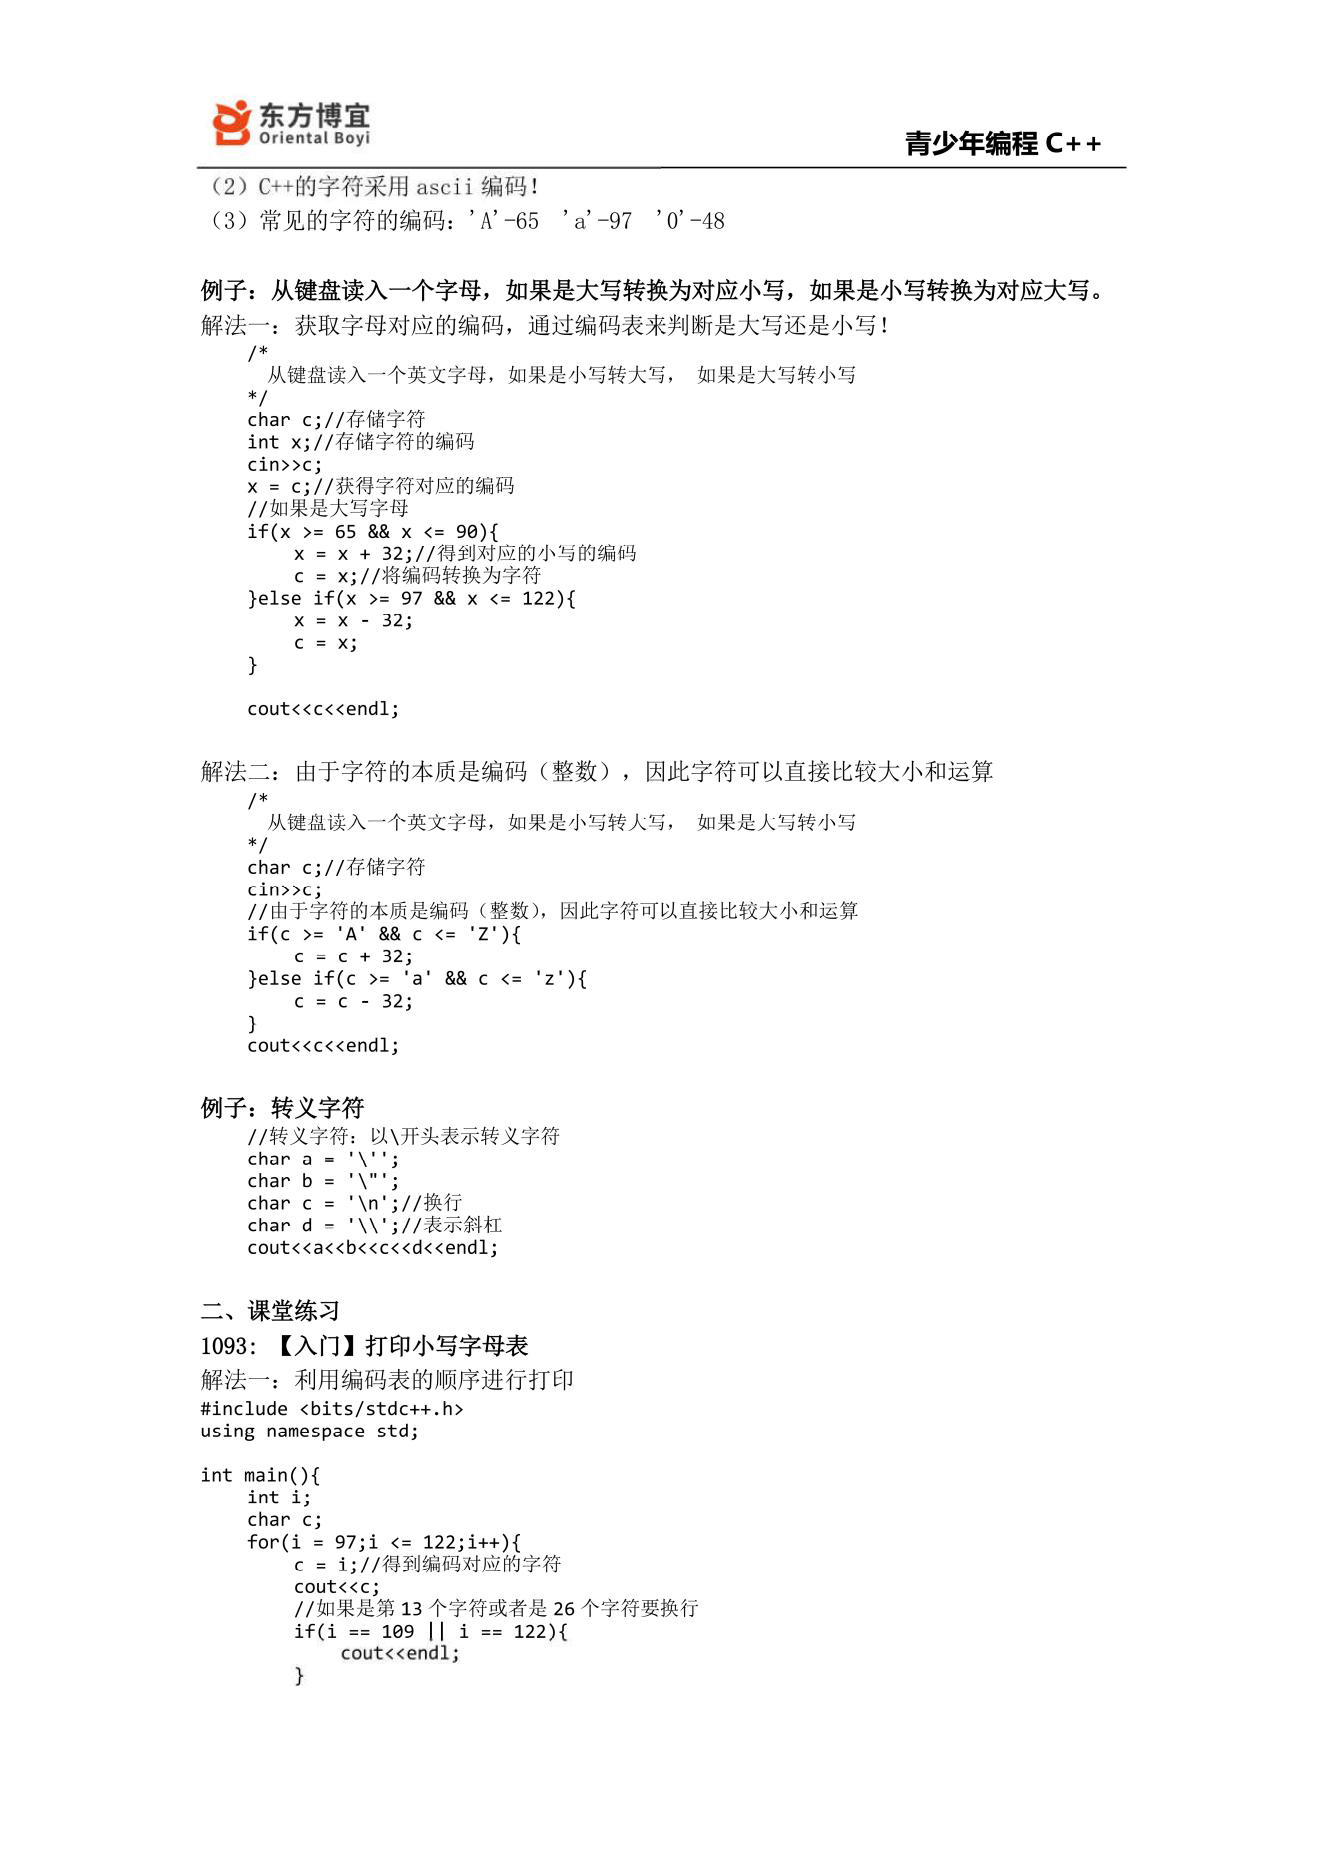 东方博宜
Oriental Boyi
青少年编程 C++
（2）C++的字符采用 ascii 编码！
（3）常见的字符的编码：'A'-65  'a'-97  '0'-48
例子：从键盘读入一个字母，如果是大写转换为对应小写，如果是小写转换为对应大写。
解法一：获取字母对应的编码，通过编码表来判断是大写还是小写！
/*
从键盘读入一个英文字母，如果是小写转大写， 如果是大写转小写
*/
char c;//存储字符
int x;//存储字符的编码
cin>>c;
x = c;//获得字符对应的编码
//如果是大写字母
if(x >= 65 && x <= 90){
x = x + 32;//得到对应的小写的编码
c = x;//将编码转换为字符
}else if(x >= 97 && x <= 122){
x = x - 32;
c = x;
}
cout<<c<<endl;
解法二：由于字符的本质是编码（整数），因此字符可以直接比较大小和运算
/*
从键盘读入一个英文字母，如果是小写转大写， 如果是大写转小写
*/
char c;//存储字符
cin>>c;
//由于字符的本质是编码（整数），因此字符可以直接比较大小和运算
if(c >= 'A' && c <= 'Z'){
c = c + 32;
}else if(c >= 'a' && c <= 'z'){
c = c - 32;
}
cout<<c<<endl;
例子：转义字符
//转义字符：以\开头表示转义字符
char a = '\'';
char b = '\"';
char c = '\n';//换行
char d = '\\';//表示斜杠
cout<<a<<b<<c<<d<<endl;
二、课堂练习
1093: 【入门】打印小写字母表
解法一：利用编码表的顺序进行打印
#include <bits/stdc++.h>
using namespace std;
int main(){
int i;
char c;
for(i = 97;i <= 122;i++){
c = i;//得到编码对应的字符
cout<<c;
//如果是第 13 个字符或者是 26 个字符要换行
if(i == 109 || i == 122){
cout<<endl;
}